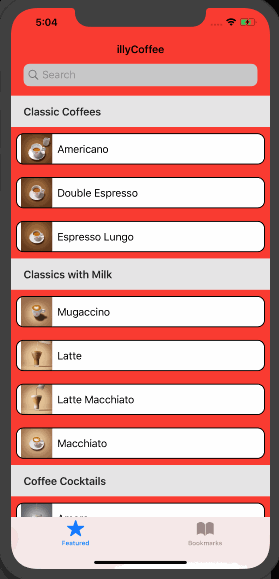 5:04
illyCoffee
Search
Classic Coffees
Americano
Double Espresso
Espresso Lungo
Classics with Milk
Mugaccino
Latte
Latte Macchiato
Macchiato
Coffee Cocktails
Featured
Bookmarks